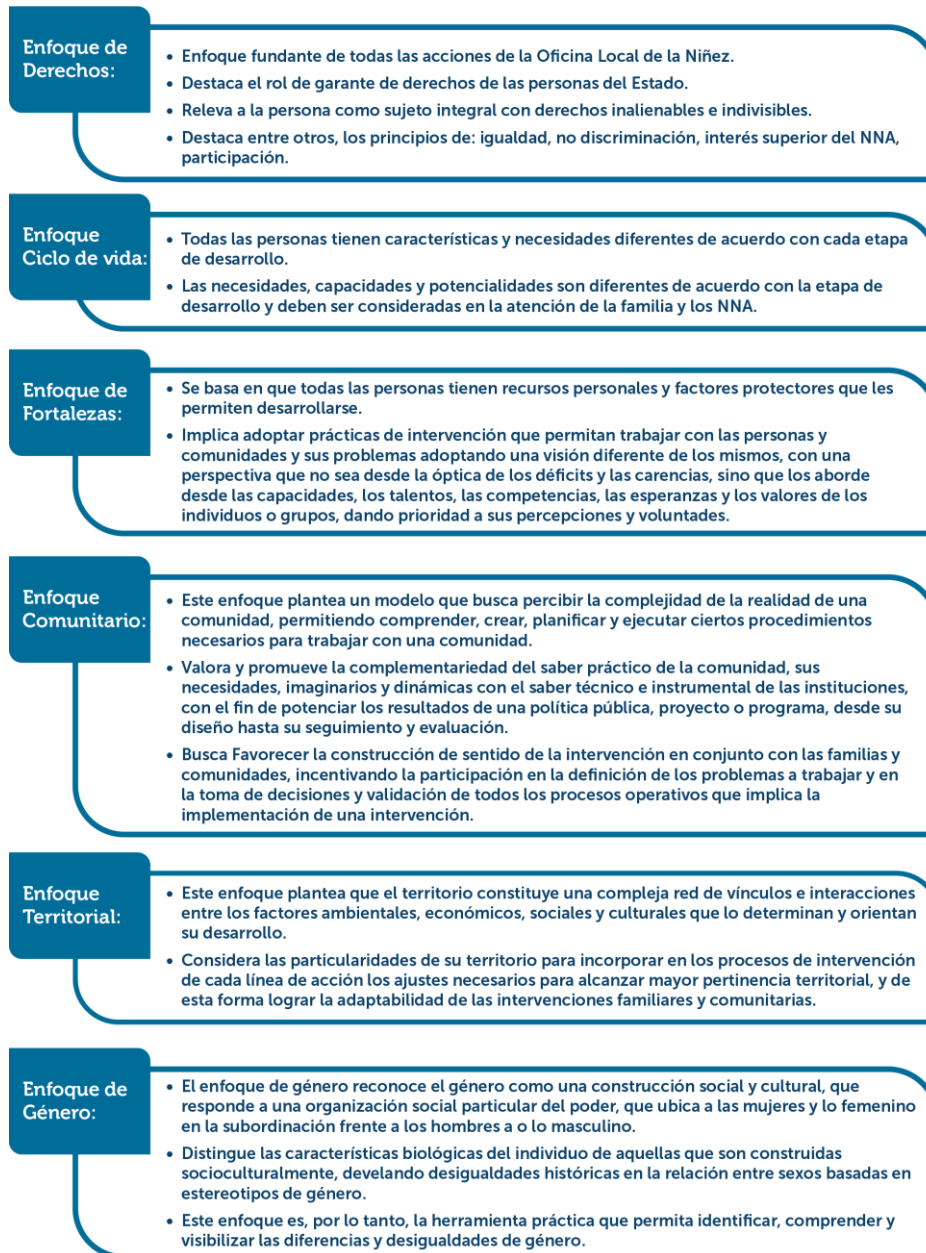 Enfoque de
Derechos:
• Enfoque fundante de todas las acciones de la Oficina Local de la Niñez.
• Destaca el rol de garante de derechos de las personas del Estado.
• Releva a la persona como sujeto integral con derechos inalienables e indivisibles.
• Destaca entre otros, los principios de: igualdad, no discriminación, interés superior del NNA,
participación.
Enfoque
Ciclo de vida:
• Todas las personas tienen características y necesidades diferentes de acuerdo con cada etapa
de desarrollo.
• Las necesidades, capacidades y potencialidades son diferentes de acuerdo con la etapa de
desarrollo y deben ser consideradas en la atención de la familia y los NNA.
Enfoque de
Fortalezas:
• Se basa en que todas las personas tienen recursos personales y factores protectores que les
permiten desarrollarse.
• Implica adoptar prácticas de intervención que permitan trabajar con las personas y
comunidades y sus problemas adoptando una visión diferente de los mismos, con una
perspectiva que no sea desde la óptica de los déficits y las carencias, sino que los aborde
desde las capacidades, los talentos, las competencias, las esperanzas y los valores de los
individuos o grupos, dando prioridad a sus percepciones y voluntades.
Enfoque
Comunitario:
• Este enfoque plantea un modelo que busca percibir la complejidad de la realidad de una
comunidad, permitiendo comprender, crear, planificar y ejecutar ciertos procedimientos
necesarios para trabajar con una comunidad.
• Valora y promueve la complementariedad del saber práctico de la comunidad, sus
necesidades, imaginarios y dinámicas con el saber técnico e instrumental de las instituciones,
con el fin de potenciar los resultados de una política pública, proyecto o programa, desde su
diseño hasta su seguimiento y evaluación.
• Busca Favorecer la construcción de sentido de la intervención en conjunto con las familias y
comunidades, incentivando la participación en la definición de los problemas a trabajar y en
la toma de decisiones y validación de todos los procesos operativos que implica la
implementación de una intervención.
Enfoque
Territorial:
• Este enfoque plantea que el territorio constituye una compleja red de vínculos e interacciones
entre los factores ambientales, económicos, sociales y culturales que lo determinan y orientan
su desarrollo.
• Considera las particularidades de su territorio para incorporar en los procesos de intervención
de cada línea de acción los ajustes necesarios para alcanzar mayor pertinencia territorial, y de
esta forma lograr la adaptabilidad de las intervenciones familiares y comunitarias.
Enfoque de
Género:
• El enfoque de género reconoce el género como una construcción social y cultural, que
responde a una organización social particular del poder, que ubica a las mujeres y lo femenino
en la subordinación frente a los hombres a o lo masculino.
• Distingue las características biológicas del individuo de aquellas que son construidas
socioculturalmente, develando desigualdades históricas en la relación entre sexos basadas en
estereotipos de género.
• Este enfoque es, por lo tanto, la herramienta práctica que permita identificar, comprender y
visibilizar las diferencias y desigualdades de género.